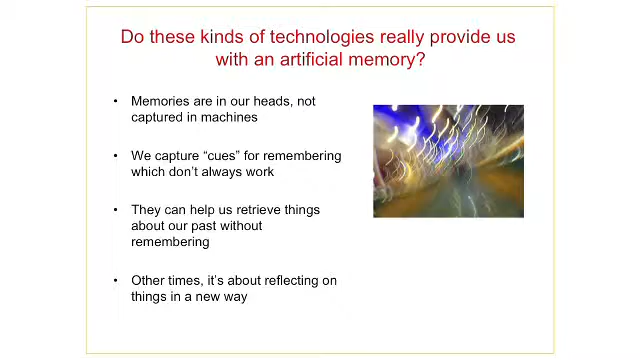 Do these kinds of technologies really provide us
with an artificial memory?
• Memories are in our heads, not
captured in machines
• We capture “cues” for remembering
which don’t always work
• They can help us retrieve things
about our past without
remembering
• Other times, it’s about reflecting on
things in a new way